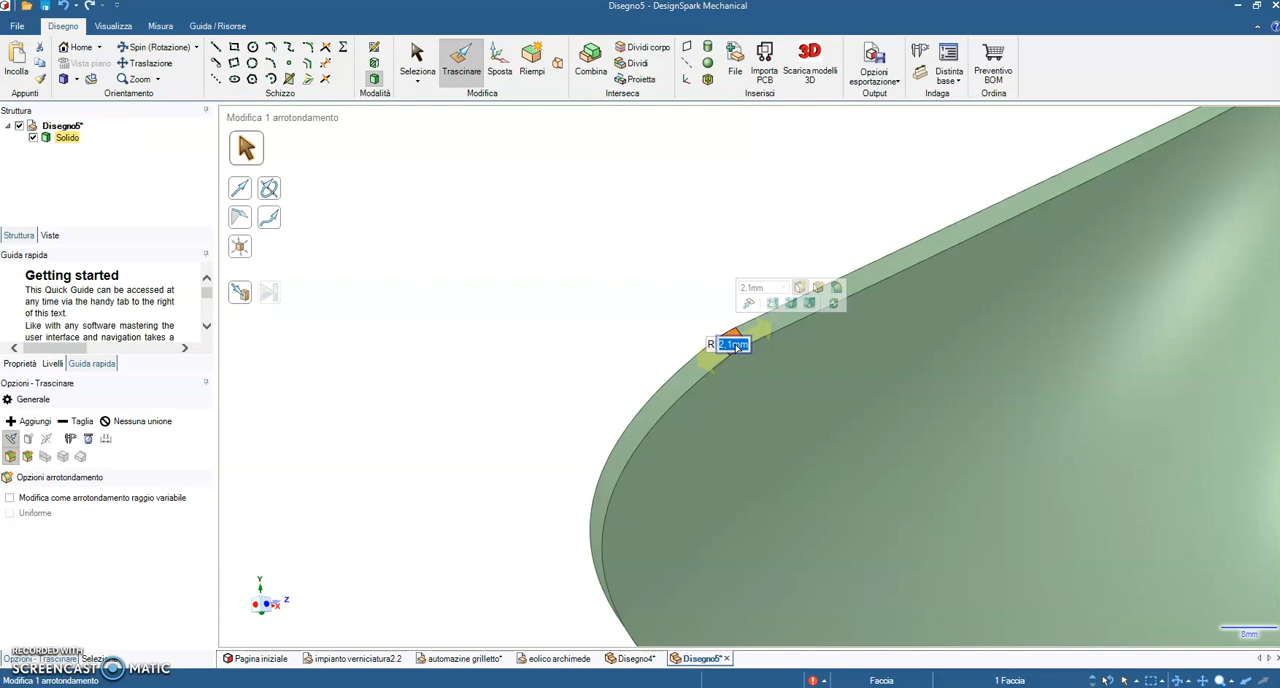 Disegno5 - DesignSpark Mechanical
File Disegno Visualizza Misura Guida / Risorse
Incolla
Home
Vista piano
Spin (Rotazione)
Traslazione
Zoom
Seleziona
Trascinare
Sposta
Riempi
Combina
Dividi corpo
Dividi
Proietta
File
Importa PCB
3D
Scarica modelli 3D
Opzioni esportazione
Distinta base
Preventivo BOM
Appunti Orientamento Schizzo Modalità Modifica Interseca Inserisci Output Indaga Ordina
Struttura
Disegno5*
Solido
Struttura Viste
Guida rapida
Getting started
This Quick Guide can be accessed at
any time via the handy tab to the right
of this text.
Like with any software mastering the
user interface and navigation takes a
Proprietà Livelli Guida rapida
Opzioni - Trascinare
Generale
Aggiungi Taglia Nessuna unione
Opzioni arrotondamento
Modifica come arrotondamento raggio variabile
Uniforme
Modifica 1 arrotondamento
2,1mm
R 2,1mm
Y
Z
X
8mm
RECORDED WITH
SCREENCAST MATIC
Opzioni - Trascinare Selezione
Pagina iniziale impianto verniciatura2.2 automazine grilletto* eolico archimede Disegno4* Disegno5*
Modifica 1 arrotondamento
Faccia 1 Faccia